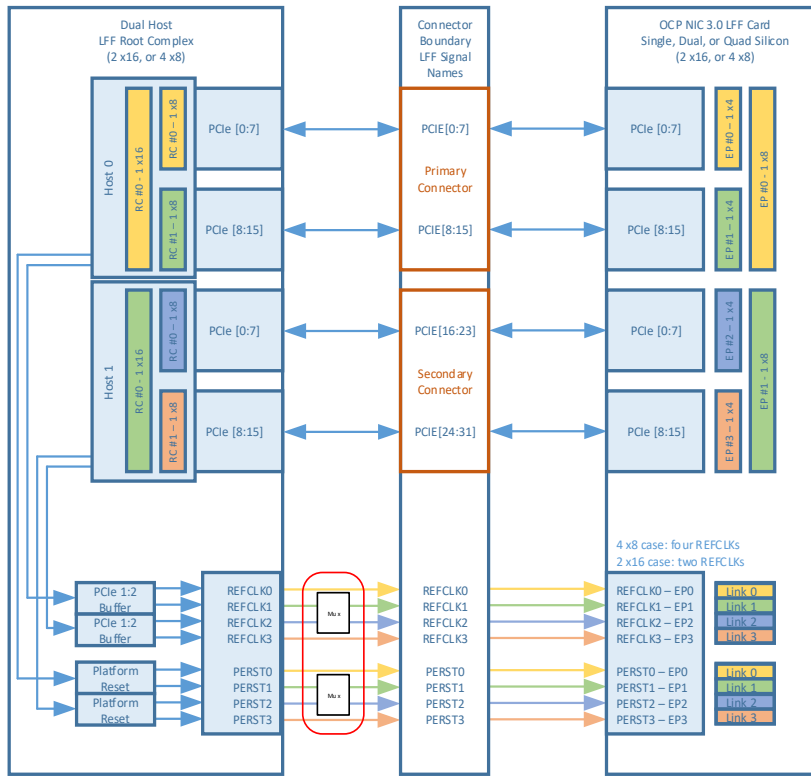 Dual Host
LFF Root Complex
(2 x16, or 4 x8)
Connector
Boundary
LFF Signal
Names
OCP NIC 3.0 LFF Card
Single, Dual, or Quad Silicon
(2 x16, or 4 x8)
Host 0
RC #0 - 1 x16
RC #0 – 1 x8
RC #1 – 1 x8
PCIe [0:7]
PCIe [8:15]
PCIE[0:7]
Primary
Connector
PCIE[8:15]
PCIe [0:7]
PCIe [8:15]
EP #0 – 1 x4
EP #1 – 1 x4
EP #0 - 1 x8
Host 1
RC #0 - 1 x16
RC #0 – 1 x8
RC #1 – 1 x8
PCIe [0:7]
PCIe [8:15]
PCIE[16:23]
Secondary
Connector
PCIE[24:31]
PCIe [0:7]
PCIe [8:15]
EP #2 – 1 x4
EP #3 – 1 x4
EP #1 - 1 x8
4 x8 case: four REFCLKs
2 x16 case: two REFCLKs
PCIe 1:2
Buffer
PCIe 1:2
Buffer
REFCLK0
REFCLK1
REFCLK2
REFCLK3
Mux
REFCLK0
REFCLK1
REFCLK2
REFCLK3
REFCLK0 – EP0
REFCLK1 – EP1
REFCLK2 – EP2
REFCLK3 – EP3
Link 0
Link 1
Link 2
Link 3
Platform
Reset
Platform
Reset
PERST0
PERST1
PERST2
PERST3
Mux
PERST0
PERST1
PERST2
PERST3
PERST0 – EP0
PERST1 – EP1
PERST2 – EP2
PERST3 – EP3
Link 0
Link 1
Link 2
Link 3